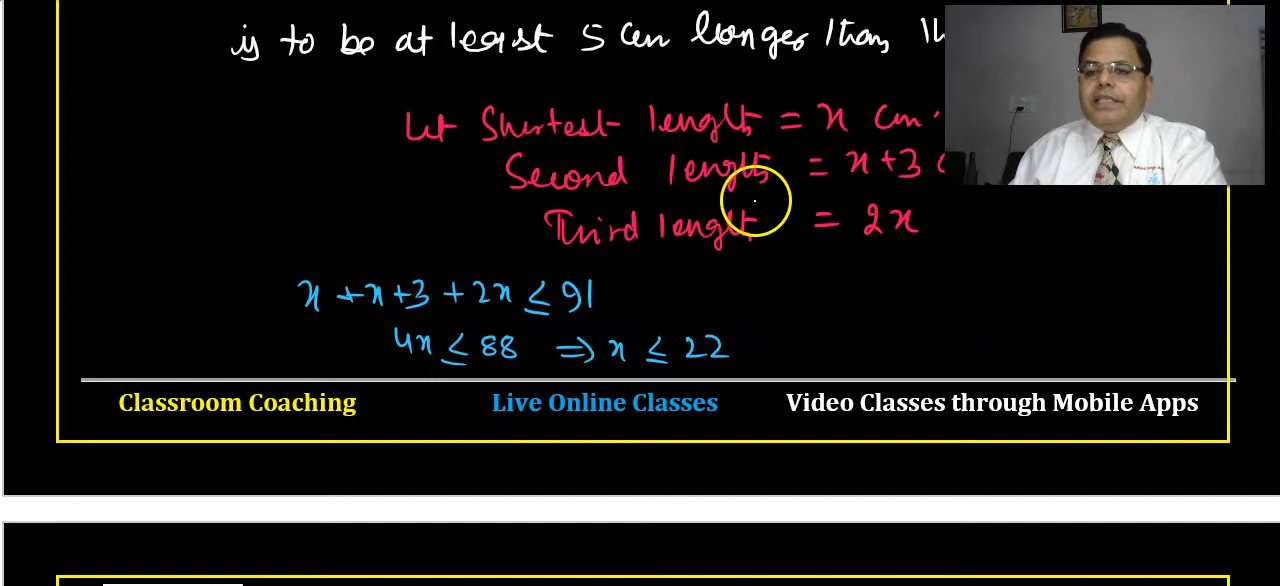 is to be at least 5 cm longer than th
Let Shortest length = x cm.
Second length = x+3 c
Third length = 2x
x + x + 3 + 2x ≤ 91
4x ≤ 88 ⇒ x ≤ 22
Classroom Coaching Live Online Classes Video Classes through Mobile Apps